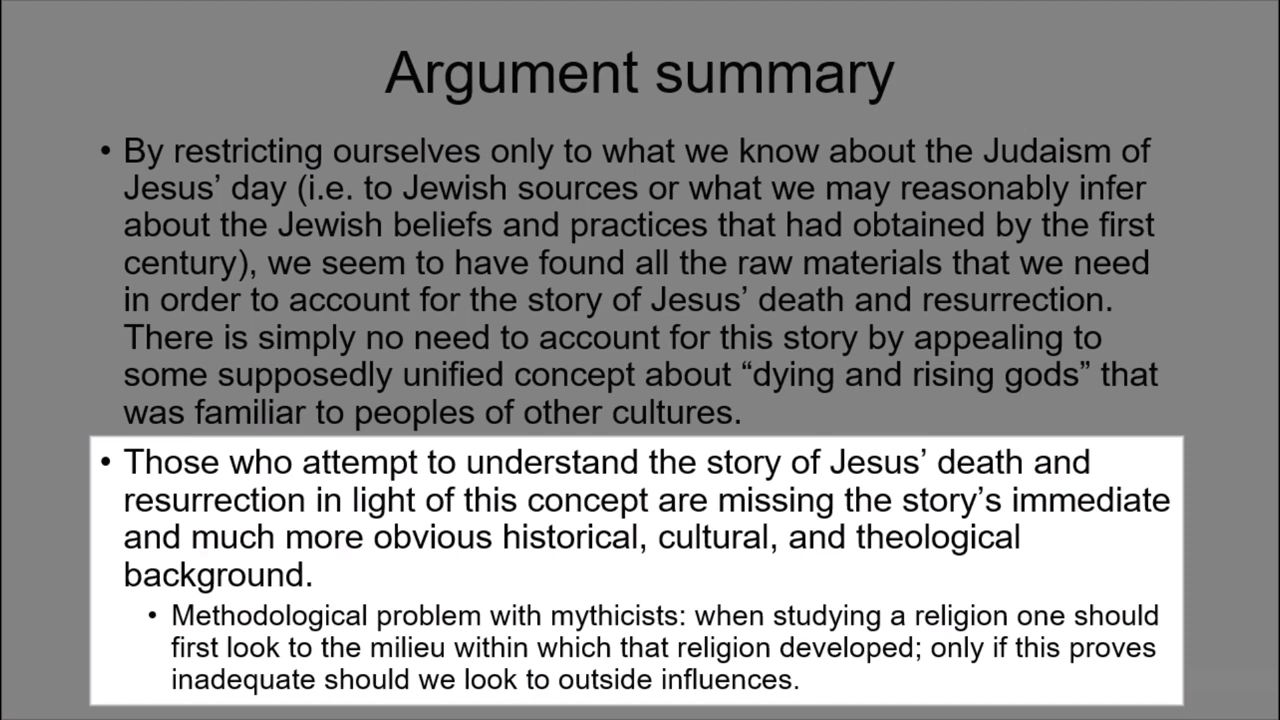 Argument summary
• By restricting ourselves only to what we know about the Judaism of
Jesus’ day (i.e. to Jewish sources or what we may reasonably infer
about the Jewish beliefs and practices that had obtained by the first
century), we seem to have found all the raw materials that we need
in order to account for the story of Jesus’ death and resurrection.
There is simply no need to account for this story by appealing to
some supposedly unified concept about “dying and rising gods” that
was familiar to peoples of other cultures.
• Those who attempt to understand the story of Jesus’ death and
resurrection in light of this concept are missing the story’s immediate
and much more obvious historical, cultural, and theological
background.
• Methodological problem with mythicists: when studying a religion one should
first look to the milieu within which that religion developed; only if this proves
inadequate should we look to outside influences.